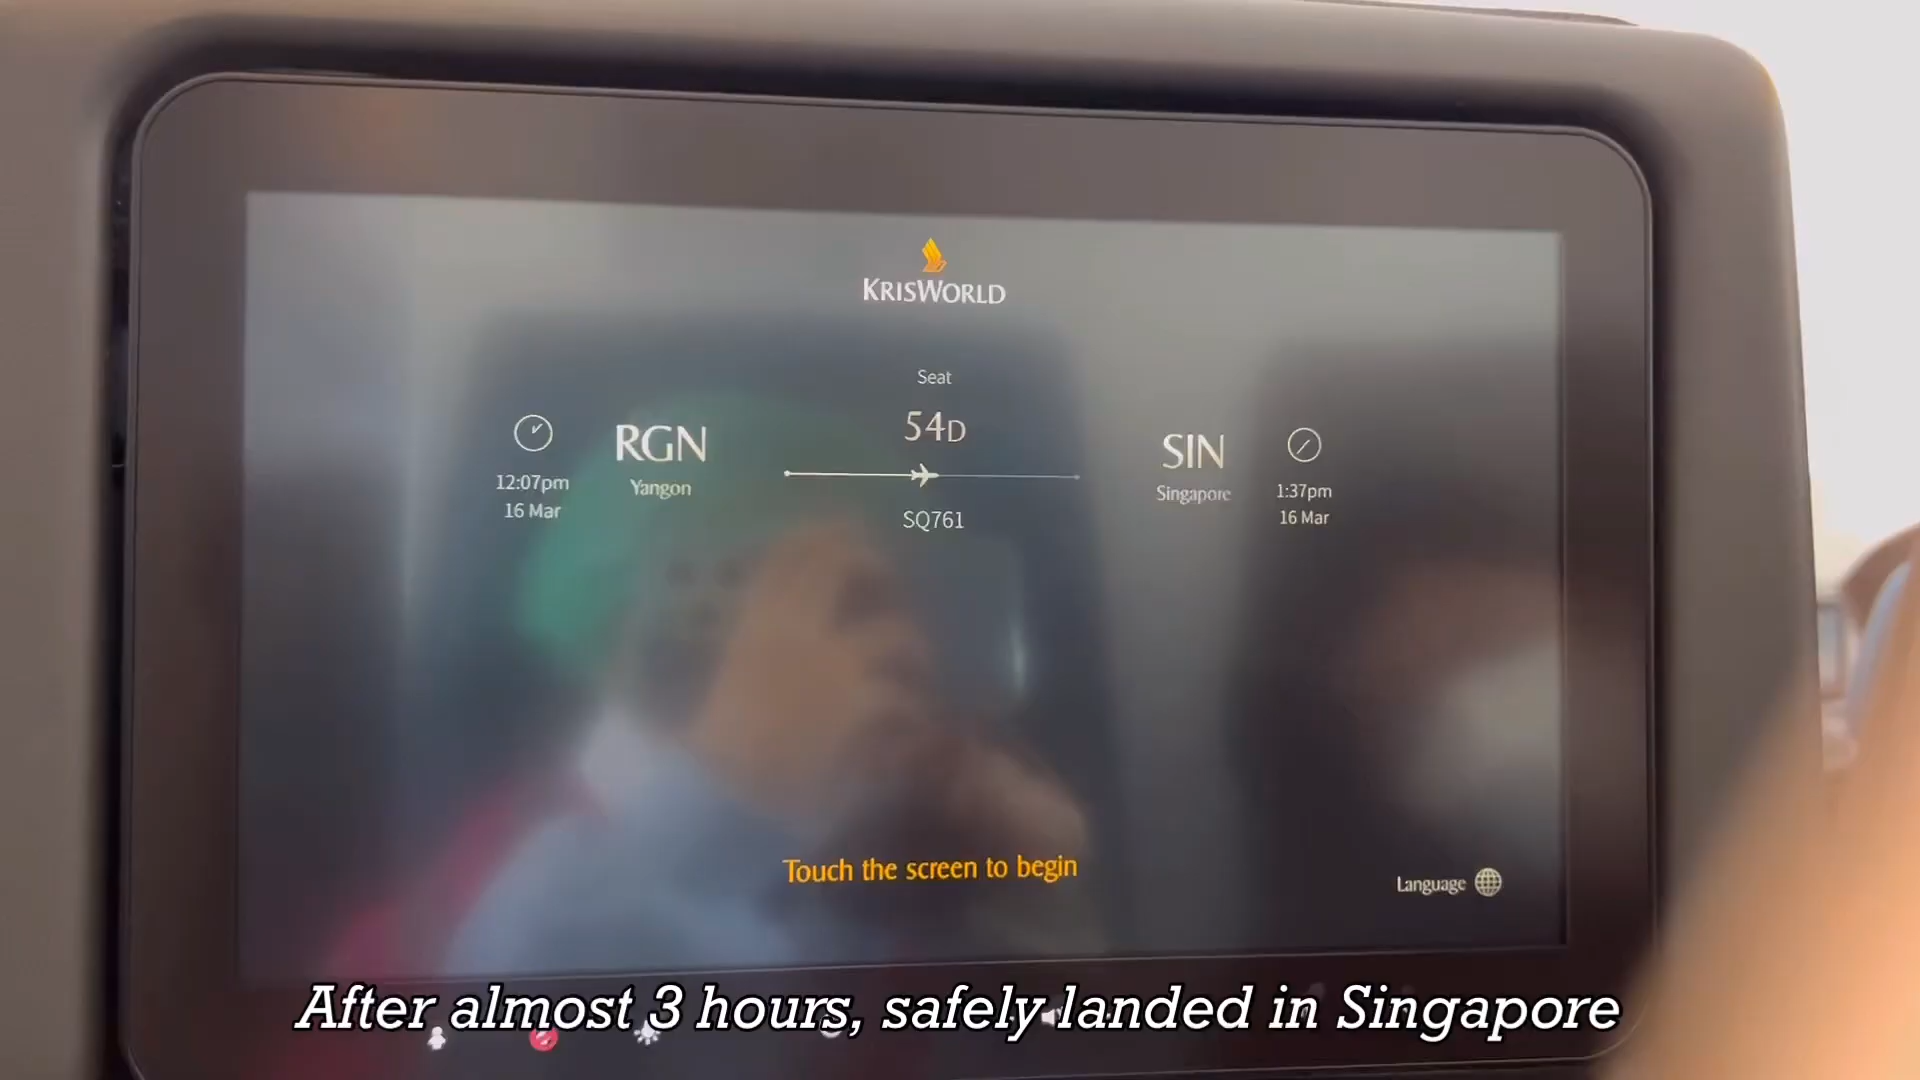 KRISWORLD
Seat
54D
RGN
Yangon
12:07pm
16 Mar
SQ761
SIN
Singapore
1:37pm
16 Mar
Touch the screen to begin
Language
After almost 3 hours, safely landed in Singapore